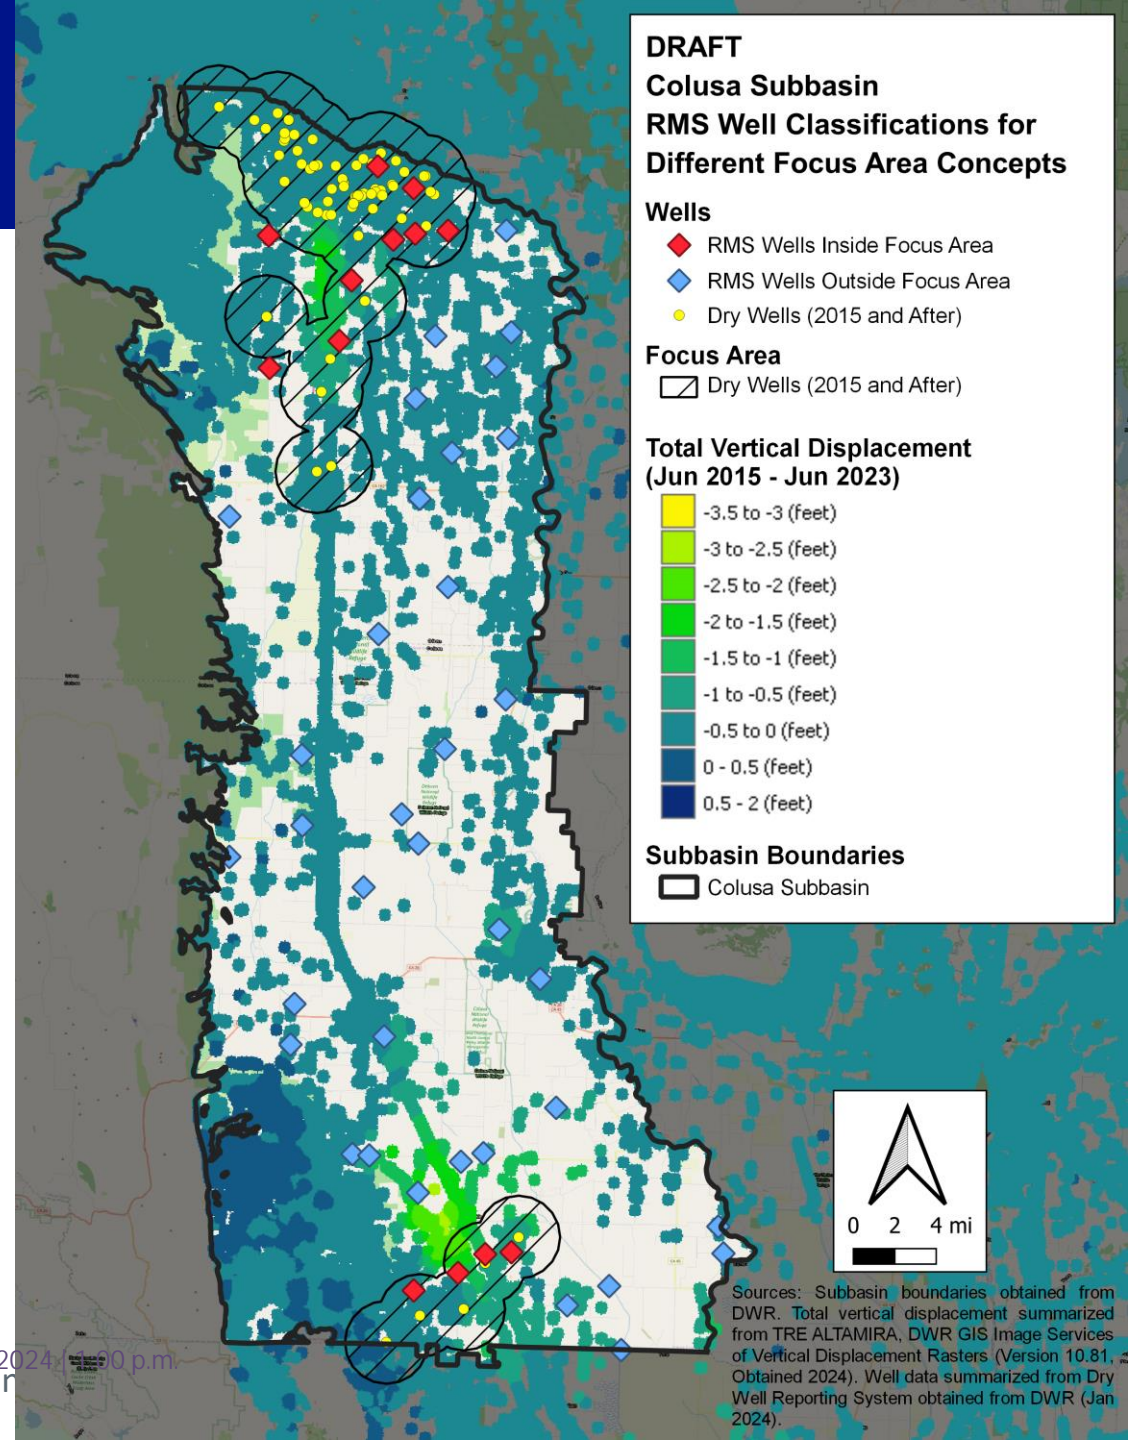 DRAFT
Colusa Subbasin
RMS Well Classifications for
Different Focus Area Concepts
Wells
RMS Wells Inside Focus Area
RMS Wells Outside Focus Area
Dry Wells (2015 and After)
Focus Area
Dry Wells (2015 and After)
Total Vertical Displacement
(Jun 2015 - Jun 2023)
-3.5 to -3 (feet)
-3 to -2.5 (feet)
-2.5 to -2 (feet)
-2 to -1.5 (feet)
-1.5 to -1 (feet)
-1 to -0.5 (feet)
-0.5 to 0 (feet)
0 - 0.5 (feet)
0.5 - 2 (feet)
Subbasin Boundaries
Colusa Subbasin
0 2 4 mi
Sources: Subbasin boundaries obtained from
DWR. Total vertical displacement summarized
from TRE ALTAMIRA, DWR GIS Image Services
of Vertical Displacement Rasters (Version 10.81,
Obtained 2024). Well data summarized from Dry
Well Reporting System obtained from DWR (Jan
2024).
2024 | 1:00 p.m.